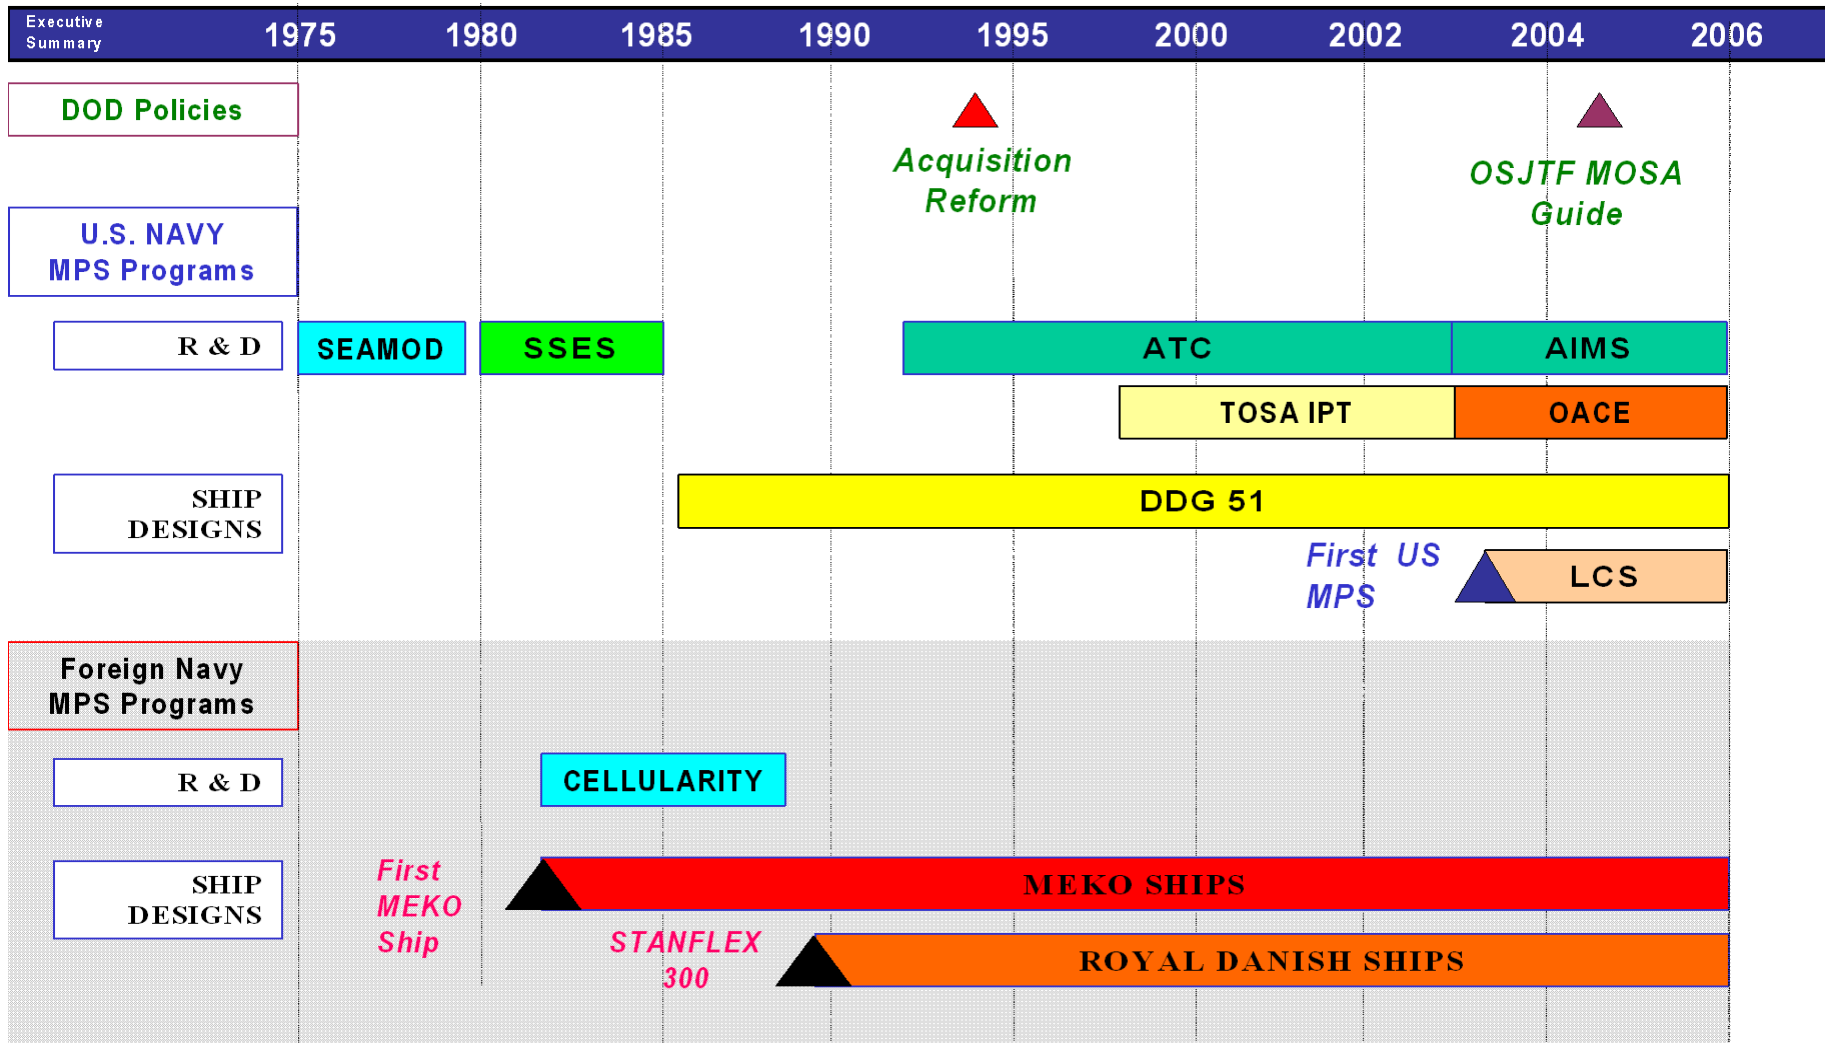 Executive
Summary
1975 1980 1985 1990 1995 2000 2002 2004 2006
DOD Policies
Acquisition
Reform
OSJTF MOSA
Guide
U.S. NAVY
MPS Programs
R & D
SEAMOD
SSES
ATC
AIMS
TOSA IPT
OACE
SHIP
DESIGNS
DDG 51
First US
MPS
LCS
Foreign Navy
MPS Programs
R & D
CELLULARITY
SHIP
DESIGNS
First
MEKO
Ship
MEKO SHIPS
STANFLEX
300
ROYAL DANISH SHIPS